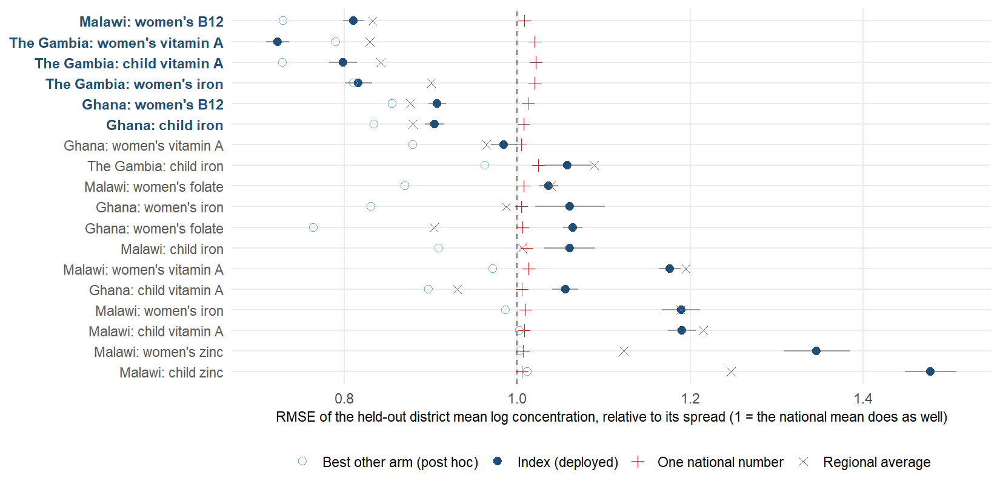 Malawi: women's B12
The Gambia: women's vitamin A
The Gambia: child vitamin A
The Gambia: women's iron
Ghana: women's B12
Ghana: child iron
Ghana: women's vitamin A
The Gambia: child iron
Malawi: women's folate
Ghana: women's iron
Ghana: women's folate
Malawi: child iron
Malawi: women's vitamin A
Ghana: child vitamin A
Malawi: women's iron
Malawi: child vitamin A
Malawi: women's zinc
Malawi: child zinc
0.8 1.0 1.2 1.4
RMSE of the held-out district mean log concentration, relative to its spread (1 = the national mean does as well)
Best other arm (post hoc) Index (deployed) One national number Regional average